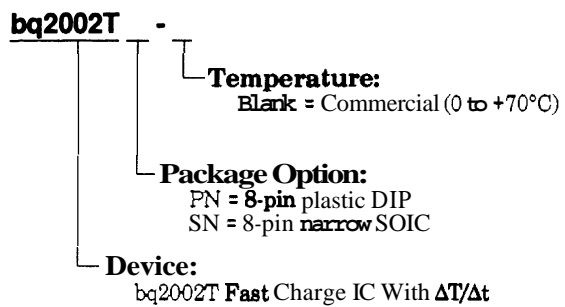 bq2002T -
Temperature:
Blank = Commercial (0 to +70°C)
Package Option:
PN = 8-pin plastic DIP
SN = 8-pin narrow SOIC
Device:
bq2002T Fast Charge IC With ΔT/Δt